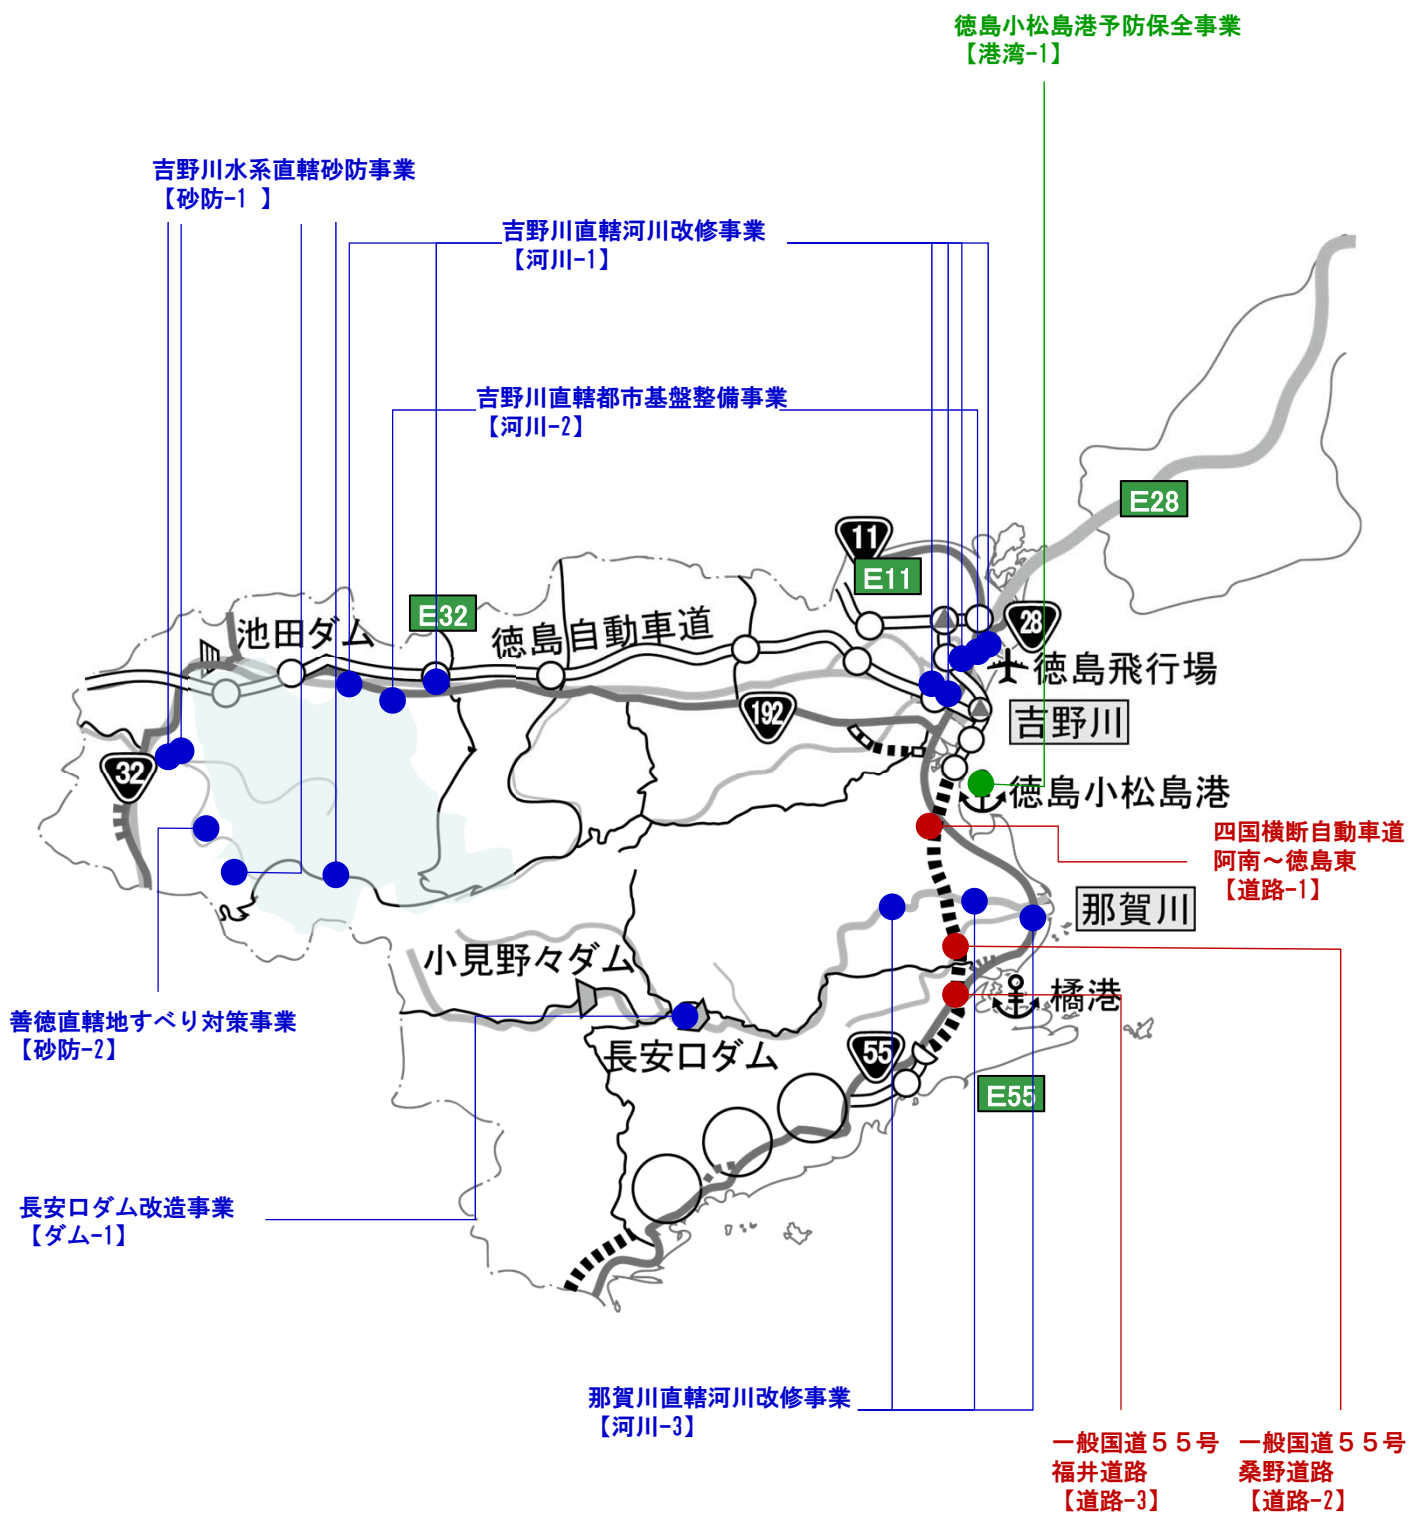 徳島小松島港予防保全事業
【港湾-1】
吉野川水系直轄砂防事業
【砂防-1 】
吉野川直轄河川改修事業
【河川-1】
吉野川直轄都市基盤整備事業
【河川-2】
E28
11
E11
E32
池田ダム
徳島自動車道
28
徳島飛行場
192
吉野川
32
徳島小松島港
四国横断自動車道
阿南～徳島東
【道路-1】
那賀川
小見野々ダム
橘港
善徳直轄地すべり対策事業
【砂防-2】
長安口ダム
55
E55
長安口ダム改造事業
【ダム-1】
那賀川直轄河川改修事業
【河川-3】
一般国道５５号
福井道路
【道路-3】
一般国道５５号
桑野道路
【道路-2】